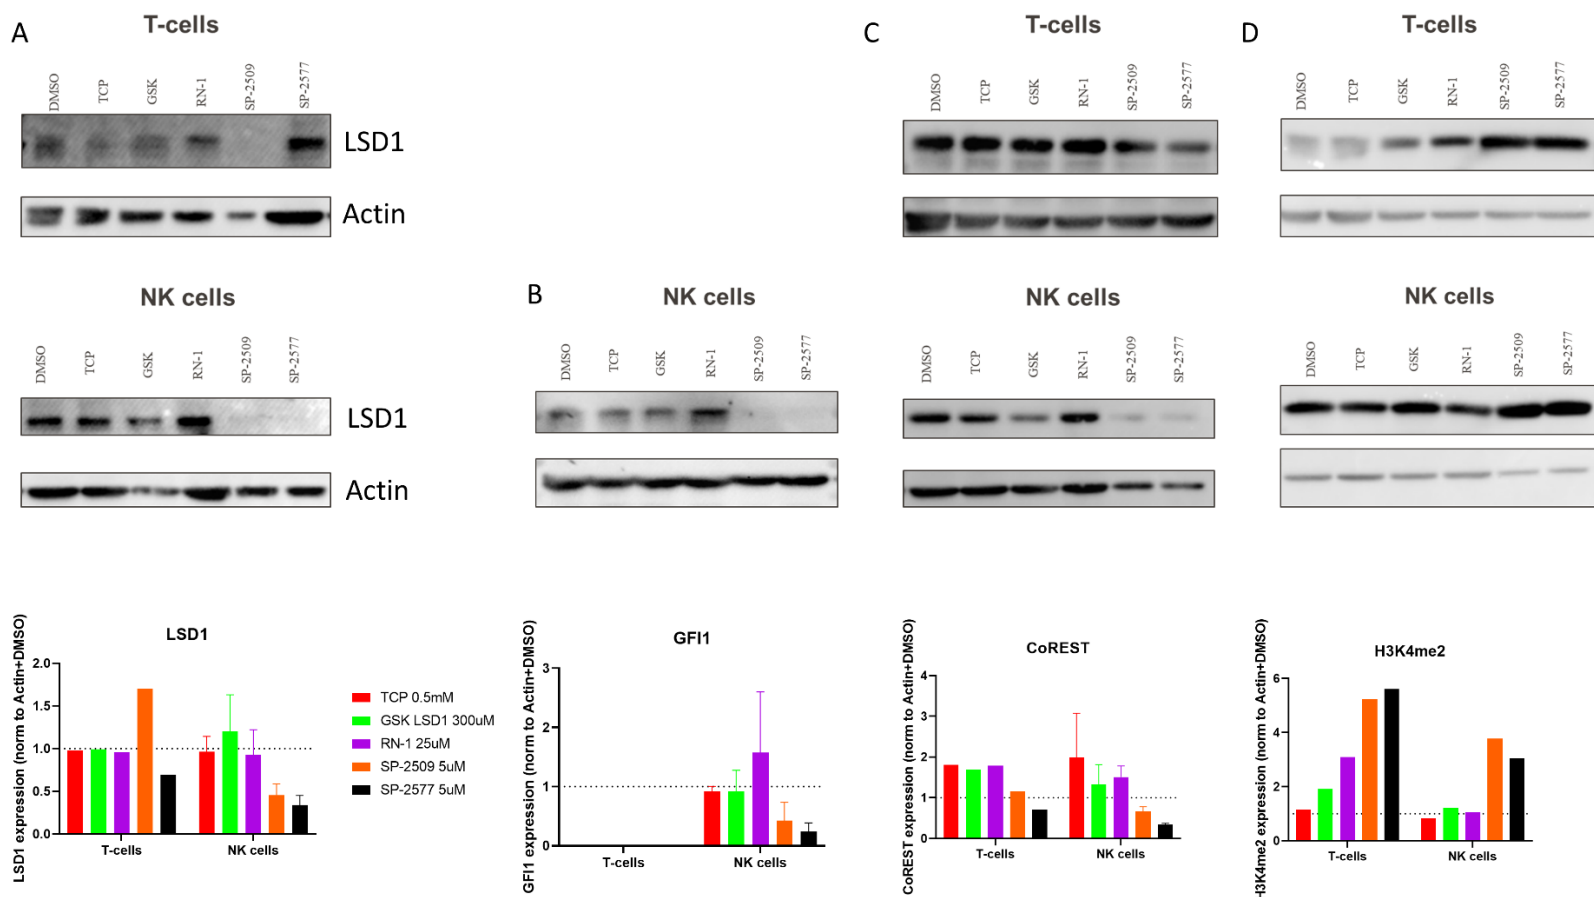 A
T-cells
DMSO
TCP
GSK
RN-1
SP-2509
SP-2577
LSD1
Actin
NK cells
DMSO
TCP
GSK
RN-1
SP-2509
SP-2577
LSD1
Actin
B
NK cells
DMSO
TCP
GSK
RN-1
SP-2509
SP-2577
C
T-cells
DMSO
TCP
GSK
RN-1
SP-2509
SP-2577
NK cells
DMSO
TCP
GSK
RN-1
SP-2509
SP-2577
D
T-cells
DMSO
TCP
GSK
RN-1
SP-2509
SP-2577
NK cells
DMSO
TCP
GSK
RN-1
SP-2509
SP-2577
LSD1
LSD1 expression (norm to Actin+DMSO)
2.0
1.5
1.0
0.5
0.0
T-cells
NK cells
TCP 0.5mM
GSK LSD1 300uM
RN-1 25uM
SP-2509 5uM
SP-2577 5uM
GFI1
GFI1 expression (norm to Actin+DMSO)
3
2
1
0
T-cells
NK cells
CoREST
CoREST expression (norm to Actin+DMSO)
4
3
2
1
0
T-cells
NK cells
H3K4me2
H3K4me2 expression (norm to Actin+DMSO)
6
4
2
0
T-cells
NK cells